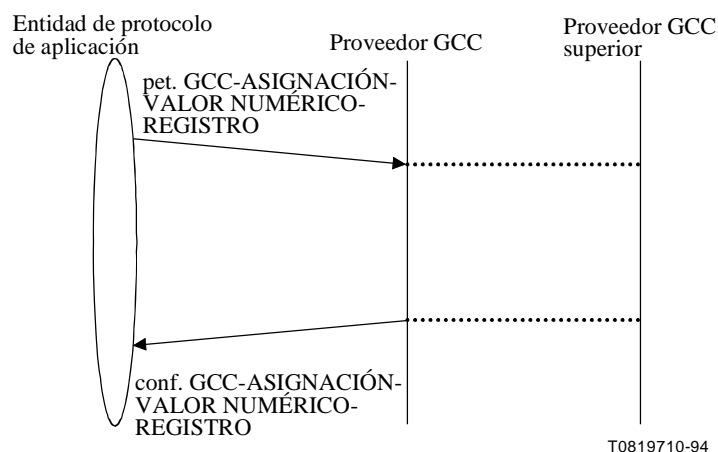 Entidad de protocolo
de aplicación
Proveedor GCC
Proveedor GCC
superior
pet. GCC-ASIGNACIÓN-
VALOR NUMÉRICO-
REGISTRO
conf. GCC-ASIGNACIÓN-
VALOR NUMÉRICO-
REGISTRO
T0819710-94